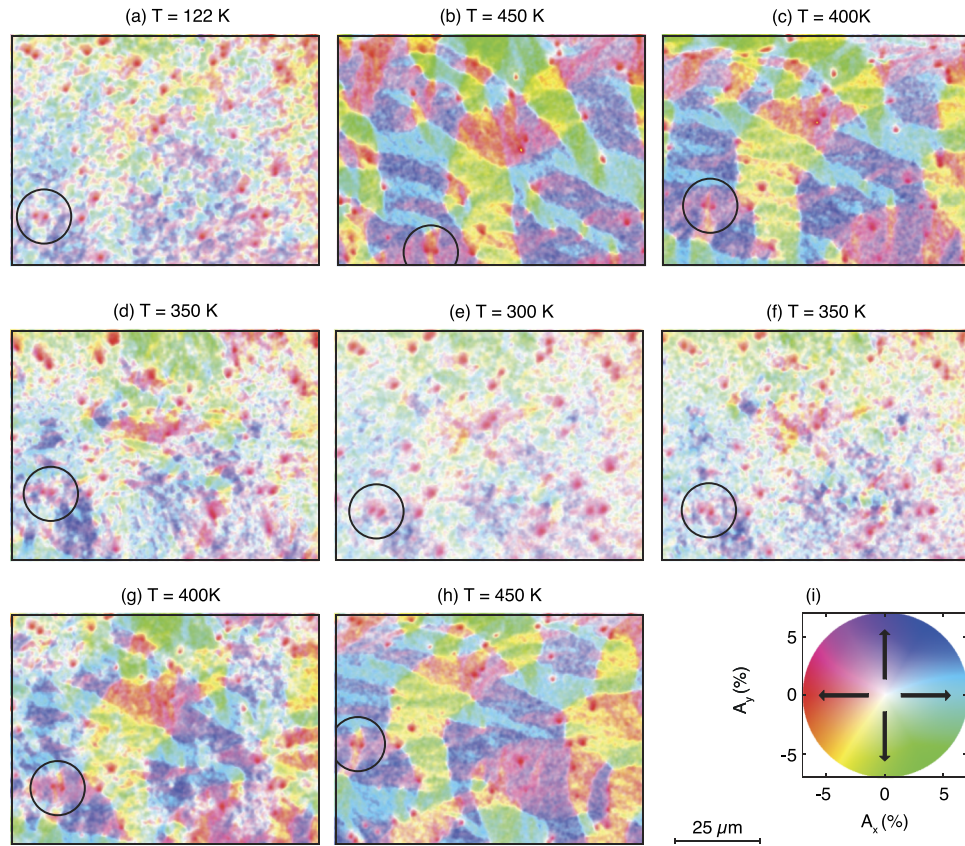 (a) T = 122 K
(b) T = 450 K
(c) T = 400K
(d) T = 350 K
(e) T = 300 K
(f) T = 350 K
(g) T = 400K
(h) T = 450 K
(i)
5
0
-5
A_y (%)
-5 0 5
A_x (%)
25 μm